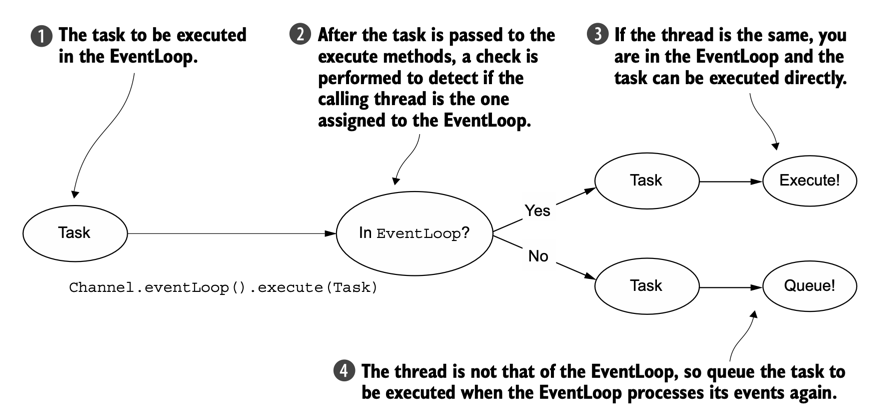 1 The task to be executed
in the EventLoop.
2 After the task is passed to the
execute methods, a check is
performed to detect if the
calling thread is the one
assigned to the EventLoop.
3 If the thread is the same, you
are in the EventLoop and the
task can be executed directly.
Task
Channel.eventLoop().execute(Task)
In EventLoop?
Yes
Task
Execute!
No
Task
Queue!
4 The thread is not that of the EventLoop, so queue the task to
be executed when the EventLoop processes its events again.